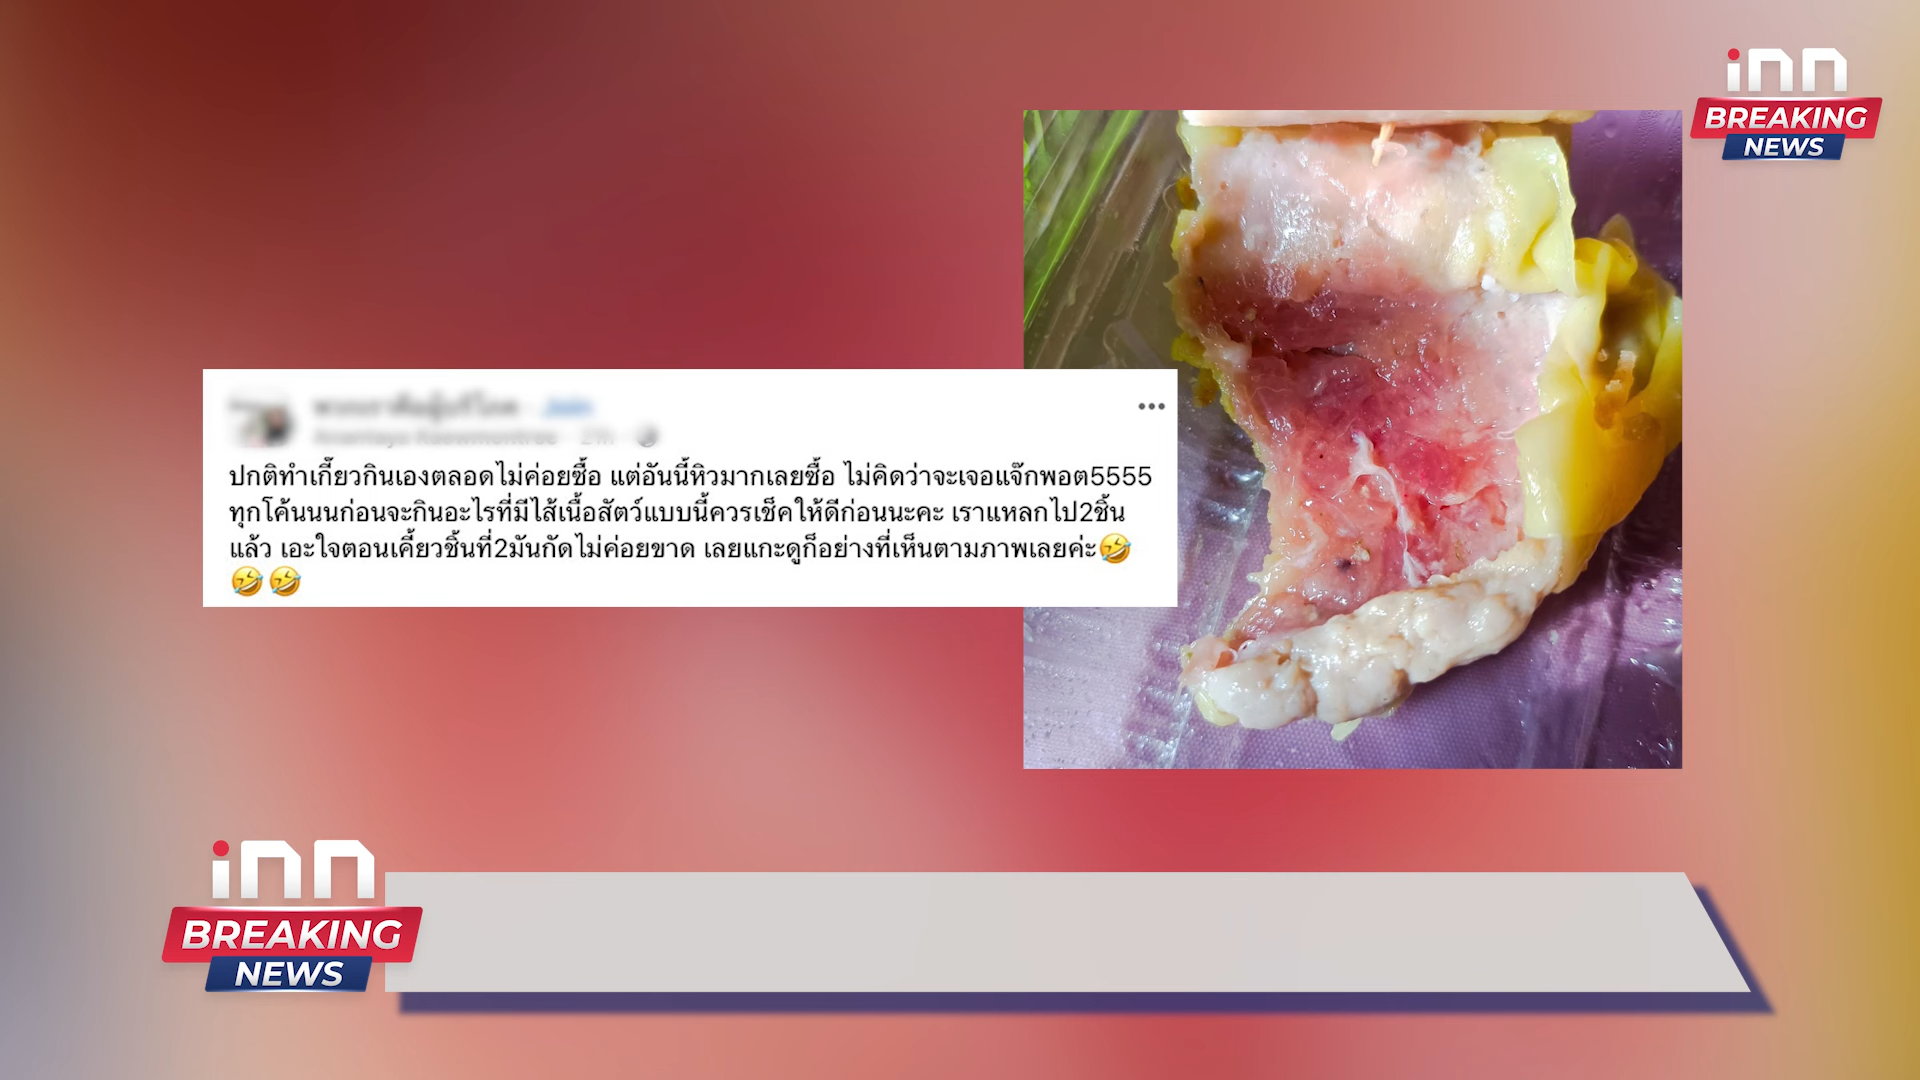 inn
BREAKING
NEWS
ปกติทำเกี๊ยวกินเองตลอดไม่ค่อยซื้อ แต่อันนี้หิวมากเลยซื้อ ไม่คิดว่าจะเจอแจ๊กพอต5555
ทุกโค้นนนก่อนจะกินอะไรที่มีไส้เนื้อสัตว์แบบนี้ควรเช็คให้ดีก่อนนะคะ เราแหลกไป2ชิ้น
แล้ว เอะใจตอนเคี้ยวชิ้นที่2มันกัดไม่ค่อยขาด เลยแกะดูก็อย่างที่เห็นตามภาพเลยค่ะ🤣
🤣🤣
inn
BREAKING
NEWS